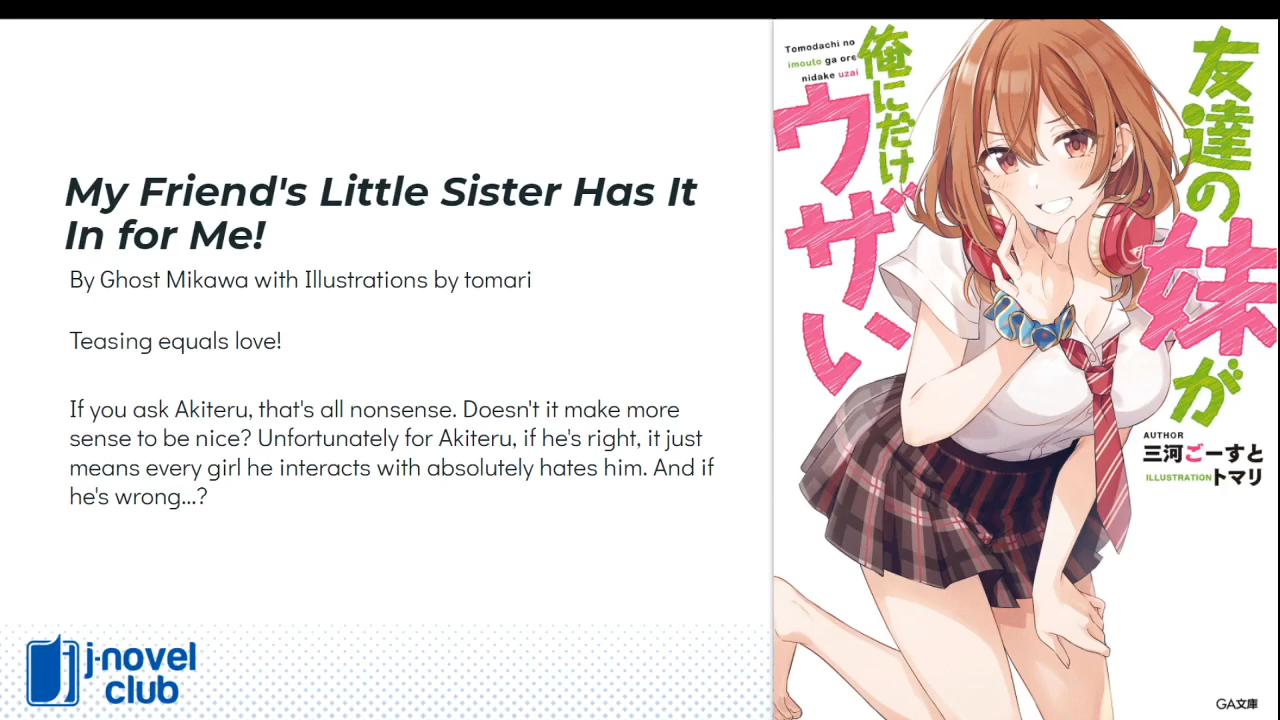 My Friend's Little Sister Has It
In for Me!
By Ghost Mikawa with Illustrations by tomari
Teasing equals love!
If you ask Akiteru, that's all nonsense. Doesn't it make more
sense to be nice? Unfortunately for Akiteru, if he's right, it just
means every girl he interacts with absolutely hates him. And if
he's wrong...?
j-novel
club
Tomodachi no
imouto ga ore
nidake uzai
友達の
妹が
俺にだけ
ウザい
AUTHOR
三河ごーすと
ILLUSTRATION トマリ
GA文庫